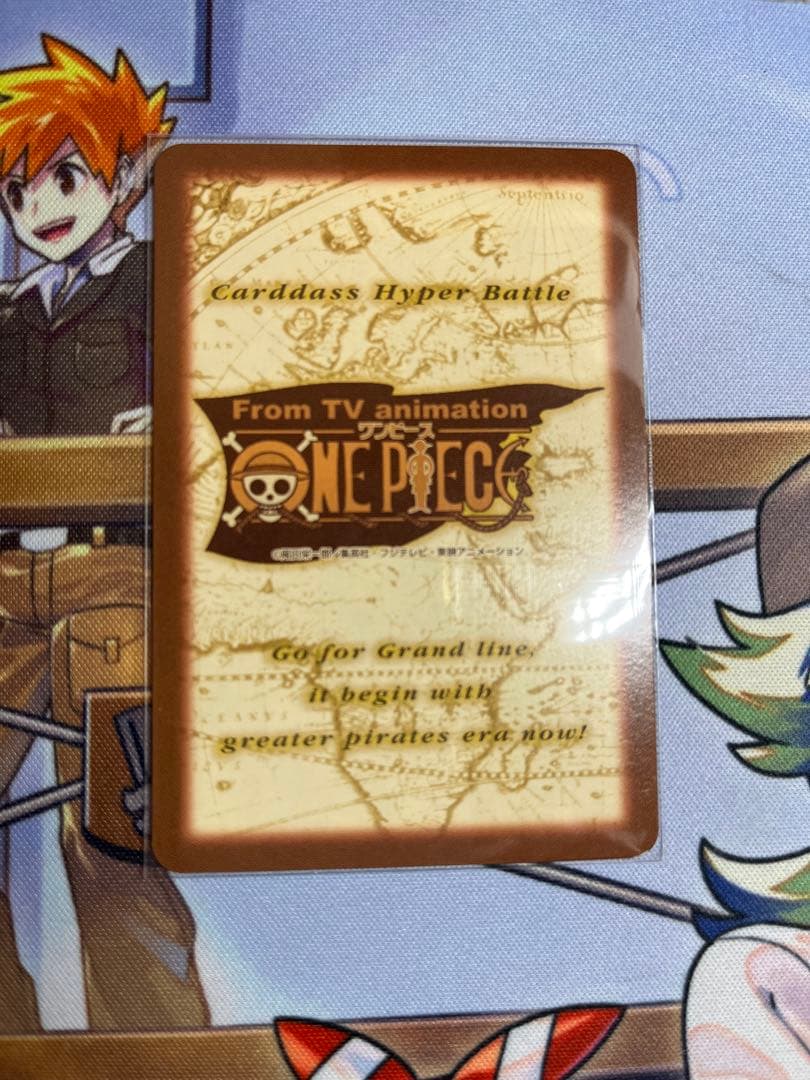 Septentrio
Carddass Hyper Battle
From TV animation
ワンピース
ONE PIECE
©尾田栄一郎/集英社・フジテレビ・東映アニメーション
Go for Grand line,
it begin with
greater pirates era now!